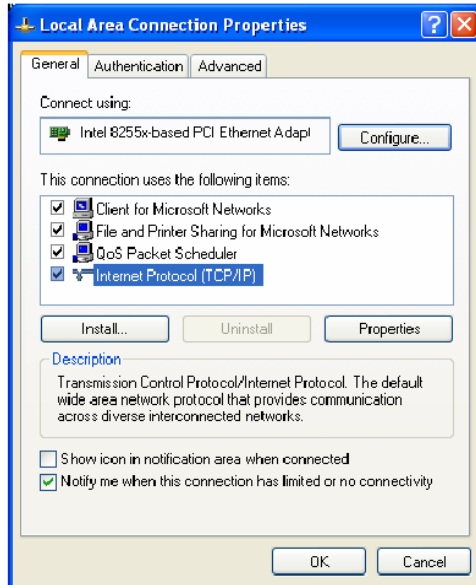 Local Area Connection Properties
General Authentication Advanced
Connect using:
Intel 8255x-based PCI Ethernet Adapt
Configure...
This connection uses the following items:
Client for Microsoft Networks
File and Printer Sharing for Microsoft Networks
QoS Packet Scheduler
Internet Protocol (TCP/IP)
Install... Uninstall Properties
Description
Transmission Control Protocol/Internet Protocol. The default
wide area network protocol that provides communication
across diverse interconnected networks.
Show icon in notification area when connected
Notify me when this connection has limited or no connectivity
OK Cancel